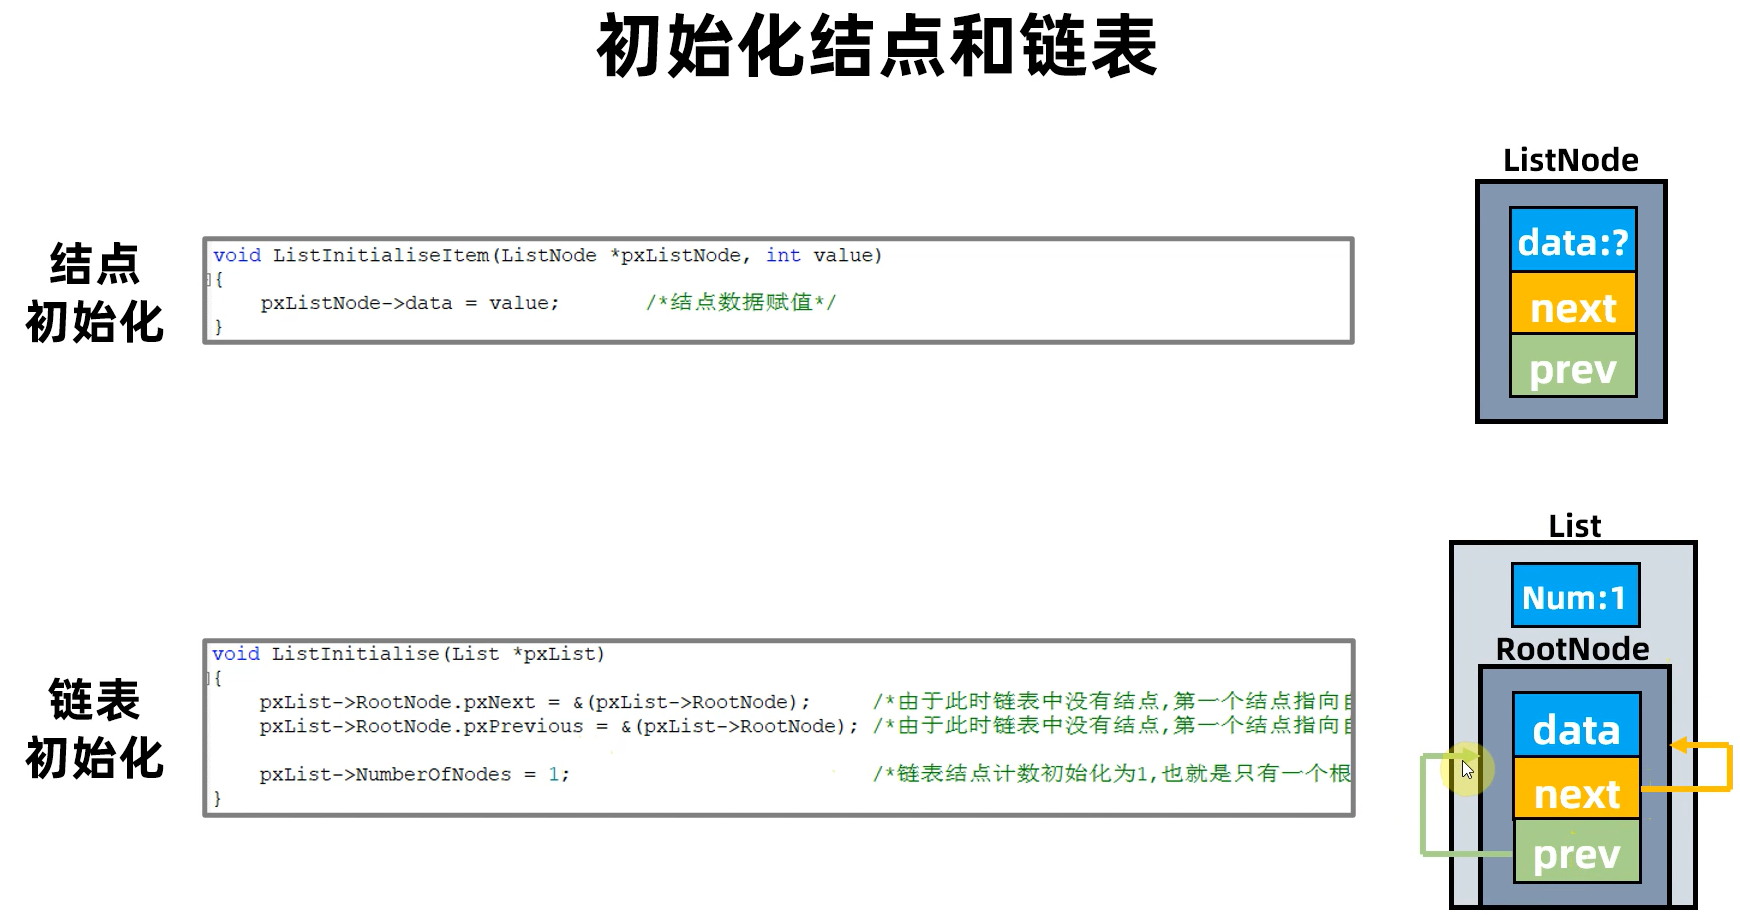 初始化结点和链表
ListNode
data:?
next
prev
结点
初始化
void ListInitialiseItem(ListNode *pxListNode, int value)
{
pxListNode->data = value; /*结点数据赋值*/
}
List
Num:1
RootNode
data
next
prev
链表
初始化
void ListInitialise(List *pxList)
{
pxList->RootNode.pxNext = &(pxList->RootNode); /*由于此时链表中没有结点,第一个结点指向
pxList->RootNode.pxPrevious = &(pxList->RootNode); /*由于此时链表中没有结点,第一个结点指向
pxList->NumberOfNodes = 1; /*链表结点计数初始化为1,也就是只有一个根
}